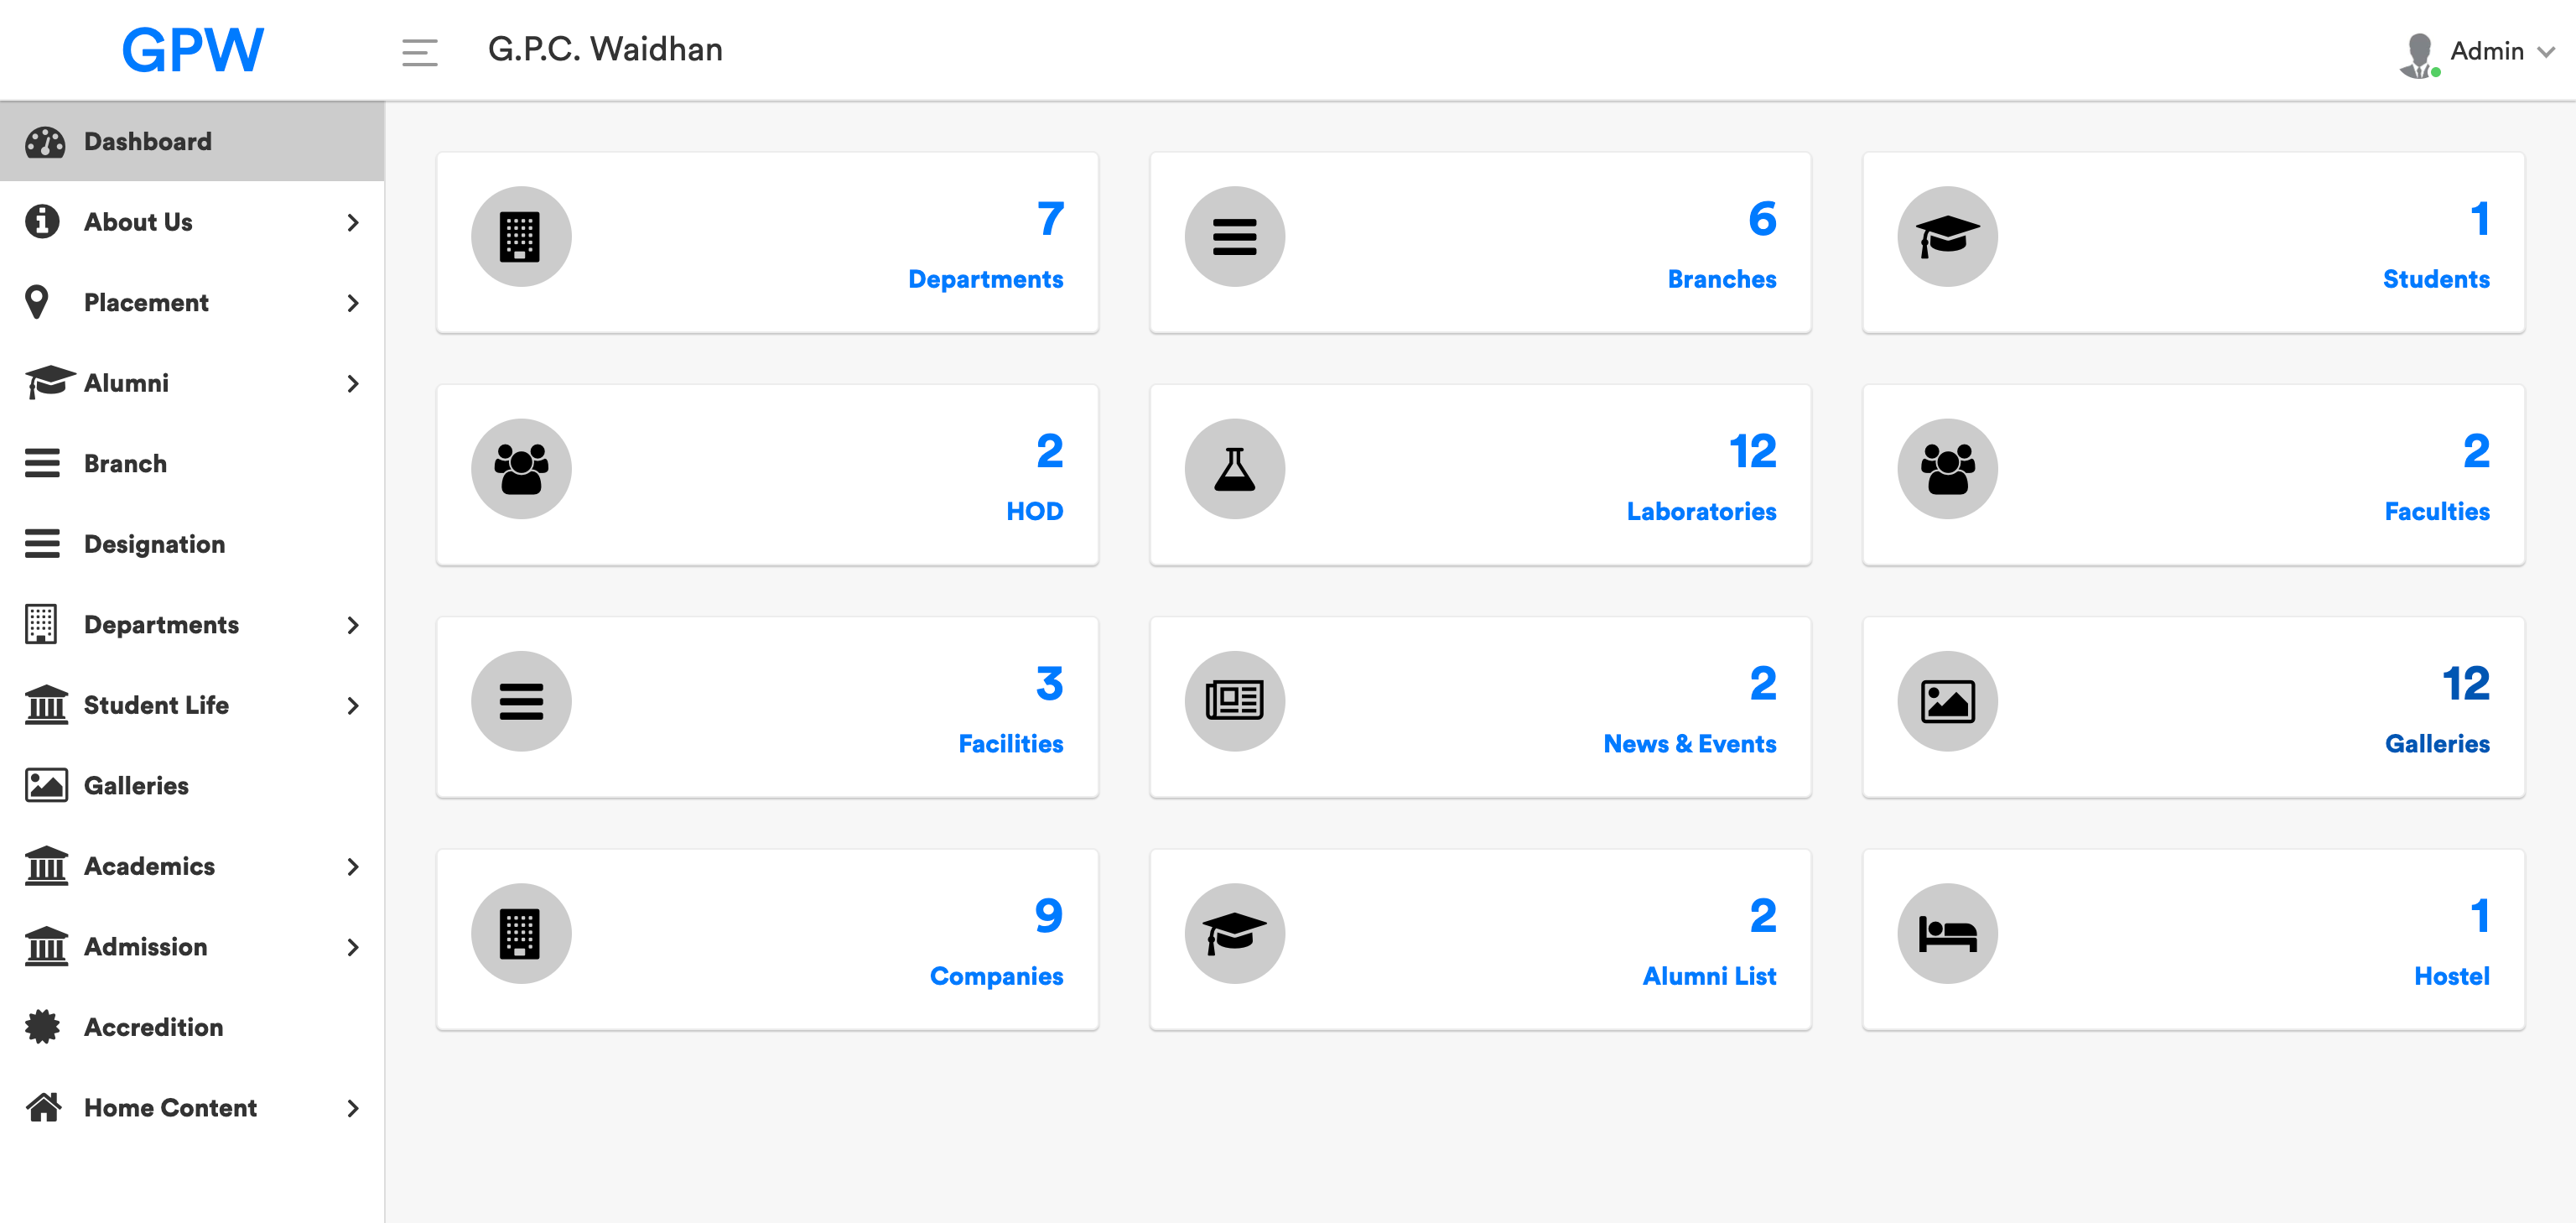 GPW
G.P.C. Waidhan
Admin
Dashboard
About Us
Placement
Alumni
Branch
Designation
Departments
Student Life
Galleries
Academics
Admission
Accredition
Home Content
7
Departments
6
Branches
1
Students
2
HOD
12
Laboratories
2
Faculties
3
Facilities
2
News & Events
12
Galleries
9
Companies
2
Alumni List
1
Hostel